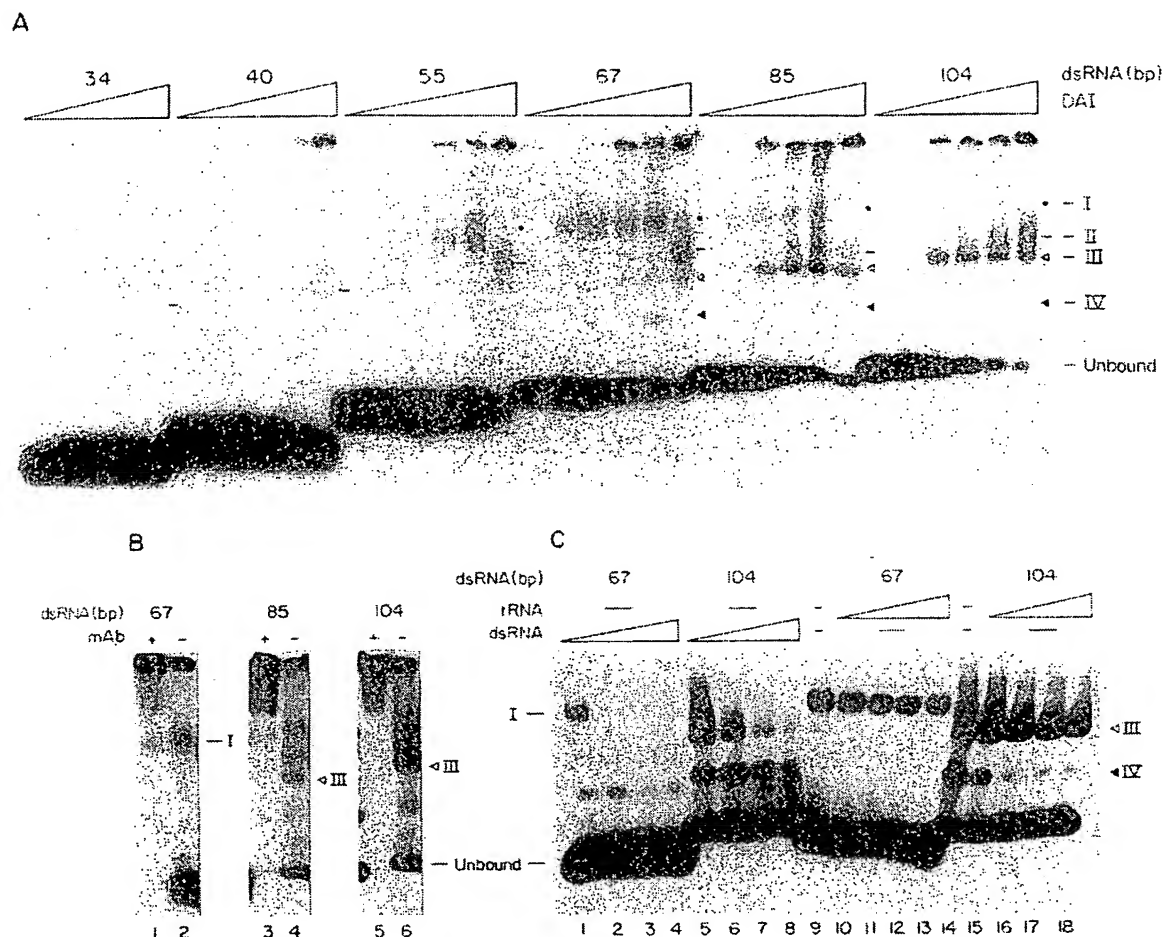 A
34 40 55 67 85 104 dsRNA (bp)
DAI
I
II
III
IV
Unbound
B
dsRNA(bp) 67 85 104
mAb + − + − + −
I
III
III
Unbound
1 2 3 4 5 6
C
dsRNA(bp) 67 104 67 104
tRNA — — − −
dsRNA − — − —
I
III
IV
1 2 3 4 5 6 7 8 9 10 11 12 13 14 15 16 17 18